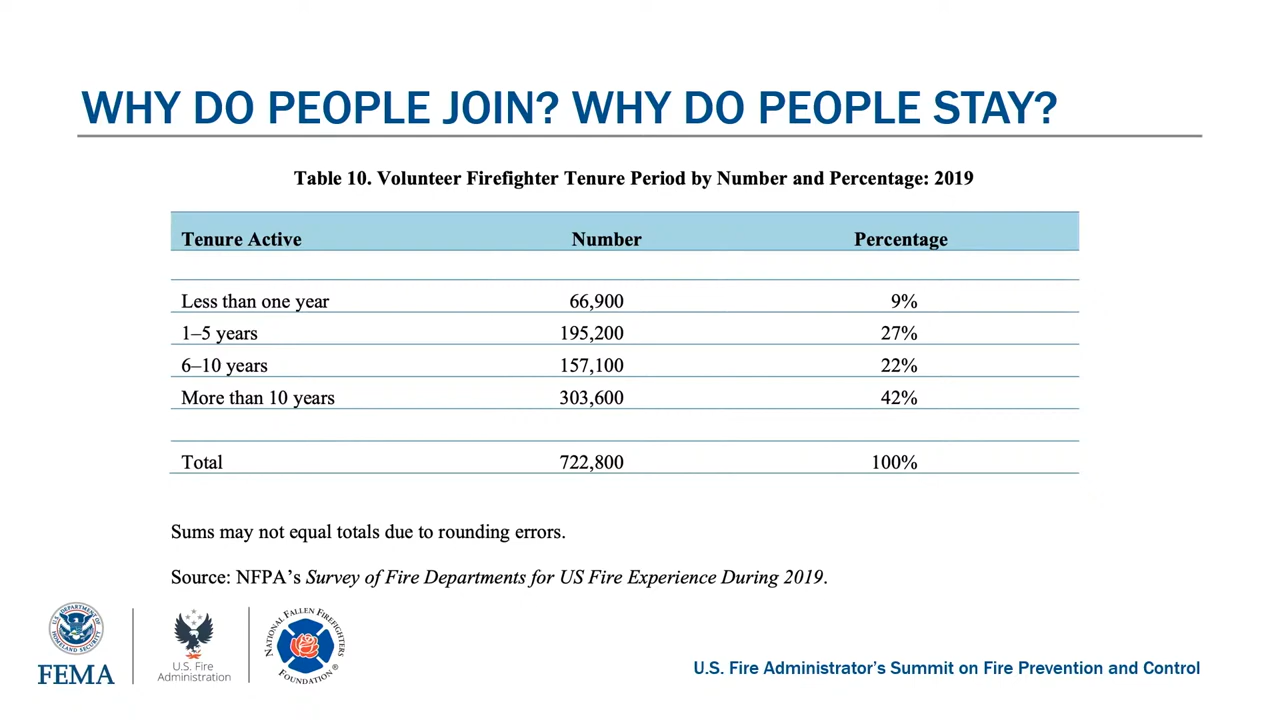 WHY DO PEOPLE JOIN? WHY DO PEOPLE STAY?
Table 10. Volunteer Firefighter Tenure Period by Number and Percentage: 2019
Tenure Active Number Percentage
Less than one year 66,900 9%
1–5 years 195,200 27%
6–10 years 157,100 22%
More than 10 years 303,600 42%
Total 722,800 100%
Sums may not equal totals due to rounding errors.
Source: NFPA’s Survey of Fire Departments for US Fire Experience During 2019.
U.S. DEPARTMENT OF HOMELAND SECURITY
FEMA
U.S. Fire
Administration
NATIONAL FALLEN FIREFIGHTERS
FOUNDATION®
U.S. Fire Administrator’s Summit on Fire Prevention and Control